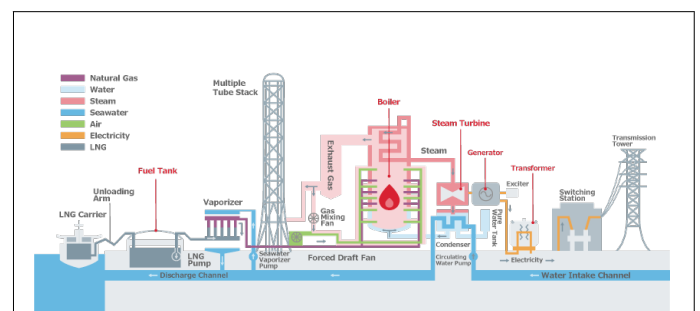 Natural Gas
Water
Steam
Seawater
Air
Electricity
LNG
Multiple
Tube Stack
Boiler
Exhaust Gas
Steam
Steam Turbine
Generator
Exciter
Transformer
Transmission
Tower
Switching
Station
Fuel Tank
Unloading
Arm
LNG Carrier
Vaporizer
Gas
Mixing
Fan
Pure
Water Tank
Condenser
Circulating
Water Pump
LNG
Pump
Seawater
Vaporizer
Pump
Forced Draft Fan
Electricity
Discharge Channel
Water Intake Channel